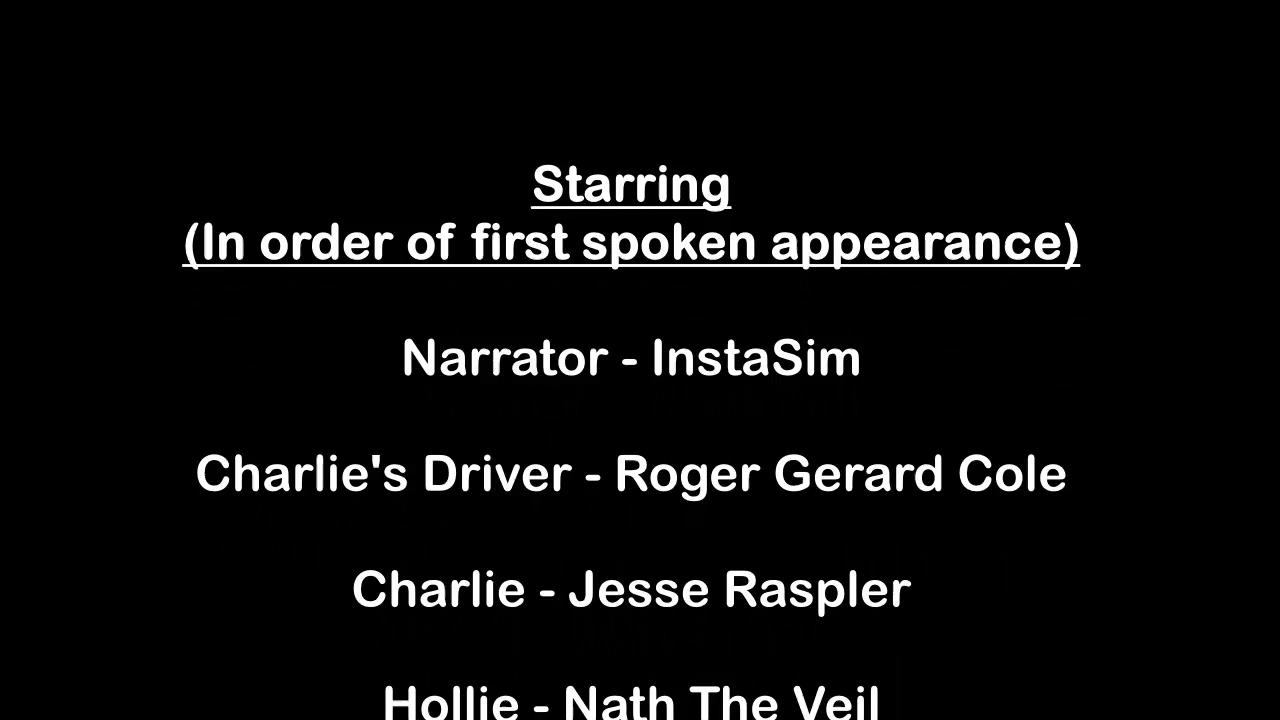 Starring
(In order of first spoken appearance)
Narrator - InstaSim
Charlie's Driver - Roger Gerard Cole
Charlie - Jesse Raspler
Hollie - Nath The Veil